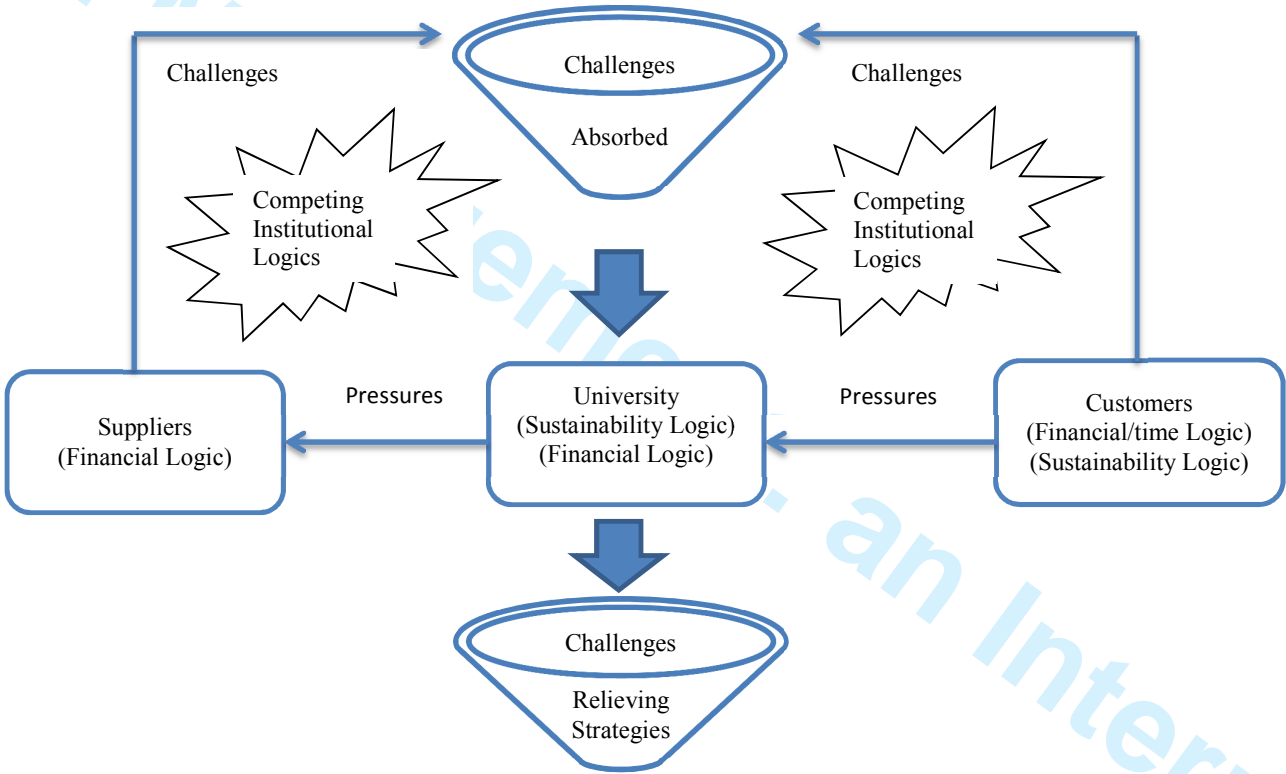 Challenges
Absorbed
Challenges
Challenges
Competing
Institutional
Logics
Competing
Institutional
Logics
Pressures
Pressures
Suppliers
(Financial Logic)
University
(Sustainability Logic)
(Financial Logic)
Customers
(Financial/time Logic)
(Sustainability Logic)
Challenges
Relieving
Strategies
an